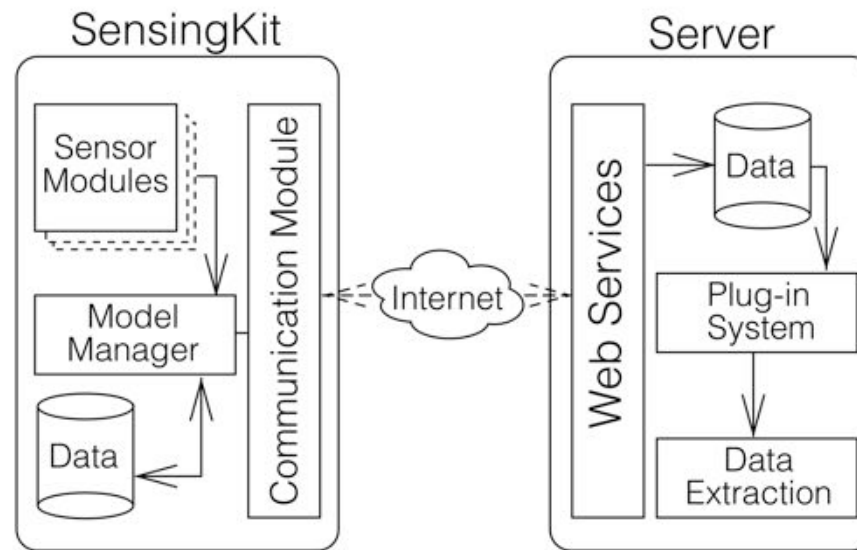 SensingKit
Sensor
Modules
Model
Manager
Data
Communication Module
Internet
Server
Web Services
Data
Plug-in
System
Data
Extraction